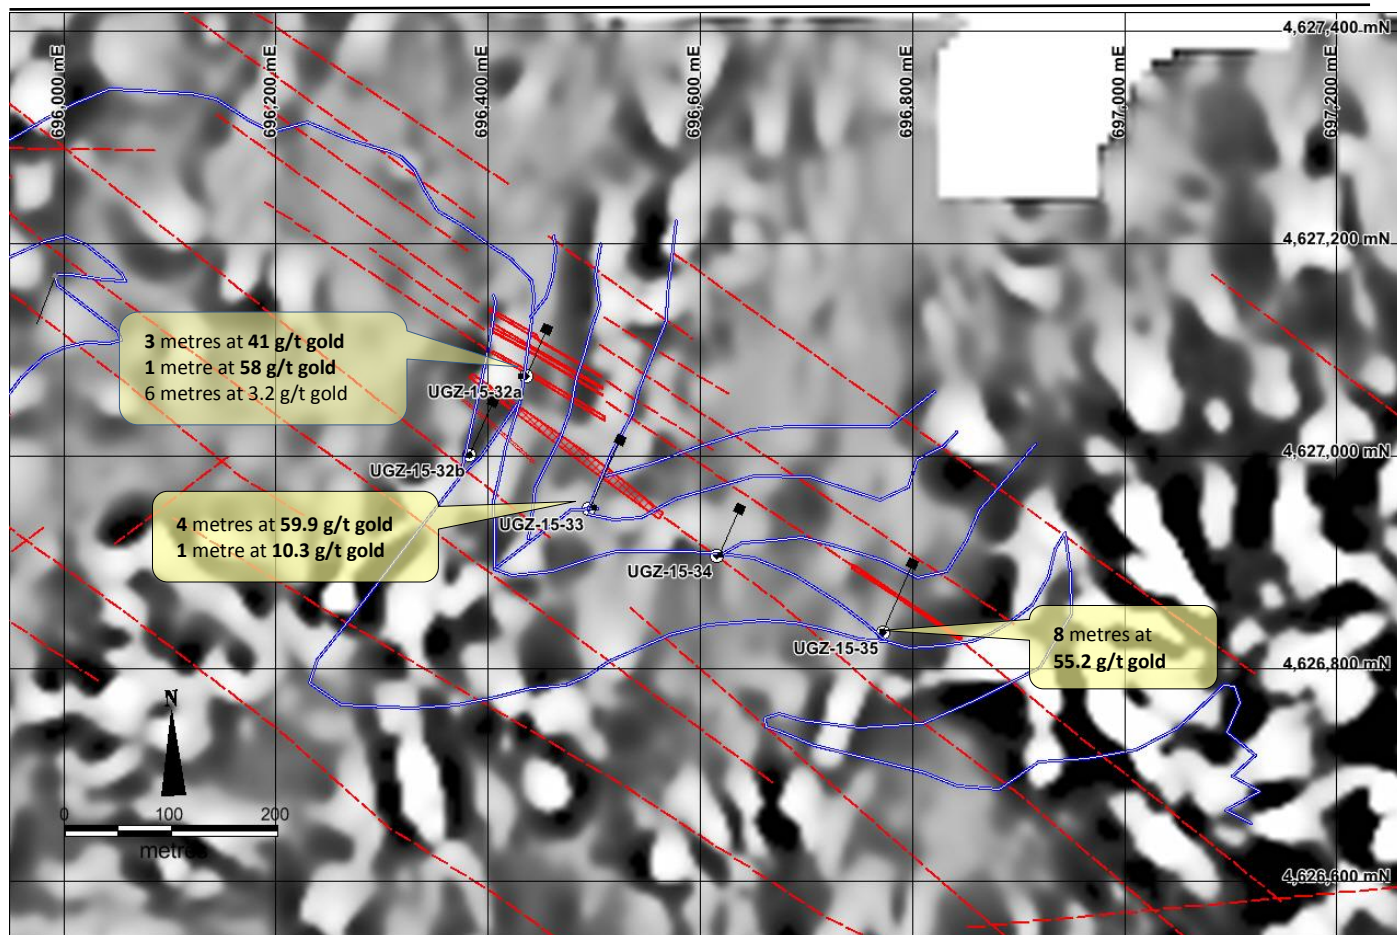 4,627,400 mN
696,000 mE
696,200 mE
696,400 mE
696,600 mE
696,800 mE
697,000 mE
697,200 mE
4,627,200 mN
3 metres at 41 g/t gold
1 metre at 58 g/t gold
6 metres at 3.2 g/t gold
UGZ-15-32a
4,627,000 mN
UGZ-15-32b
4 metres at 59.9 g/t gold
1 metre at 10.3 g/t gold
UGZ-15-33
UGZ-15-34
8 metres at
55.2 g/t gold
UGZ-15-35
4,626,800 mN
N
0 100 200
metres
4,626,600 mN